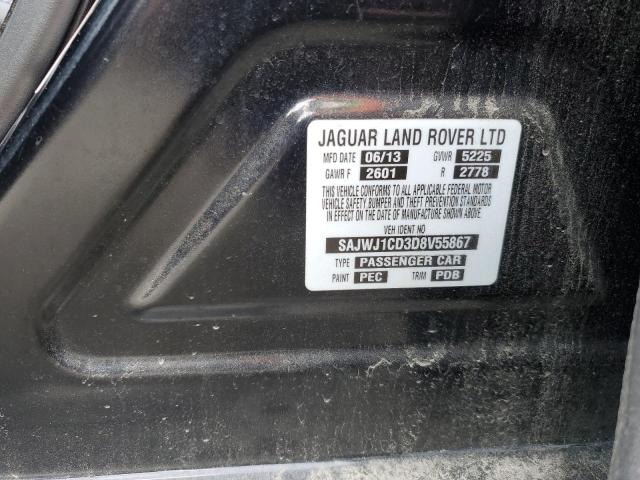 JAGUAR LAND ROVER LTD
MFD DATE 06/13 GVWR 5225
GAWR F 2601 R 2778
THIS VEHICLE CONFORMS TO ALL APPLICABLE FEDERAL MOTOR
VEHICLE SAFETY, BUMPER AND THEFT PREVENTION STANDARDS
IN EFFECT ON THE DATE OF MANUFACTURE SHOWN ABOVE.
VEH IDENT NO
SAJWJ1CD3D8V55867
TYPE PASSENGER CAR
PAINT PEC TRIM PDB